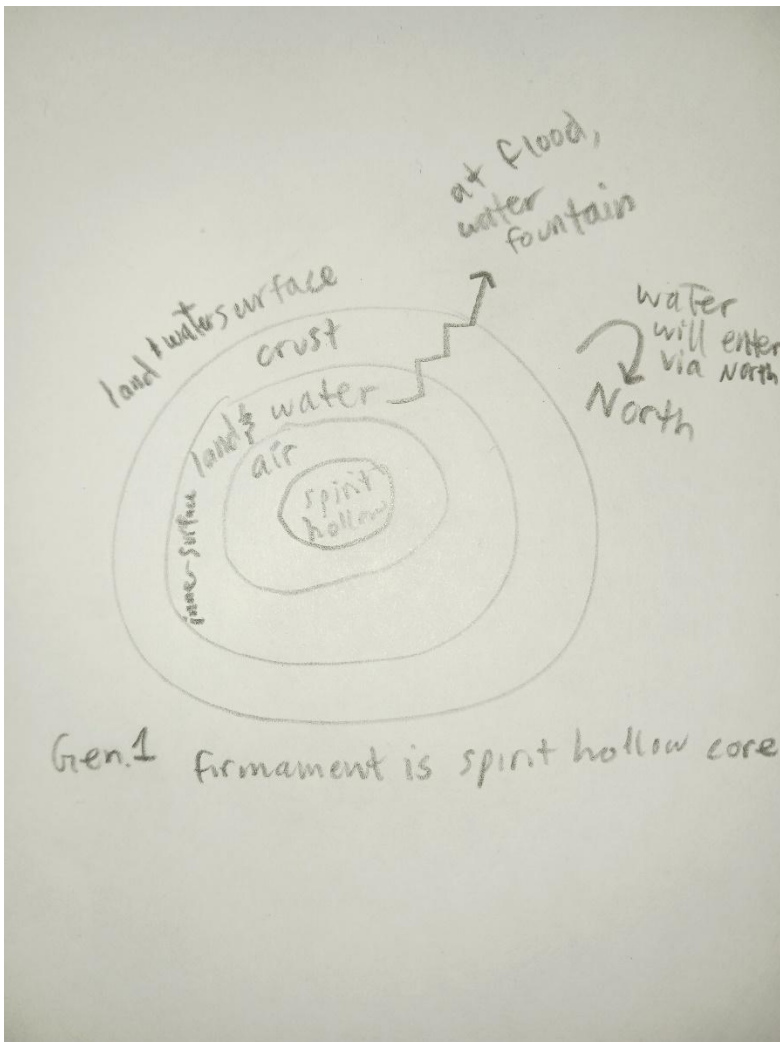 at flood,
water
fountain
land & water surface
crust
water
will enter
via North
North
land & water
air
inner-surface
spirit
hollow
Gen.1 firmament is spirit hollow core